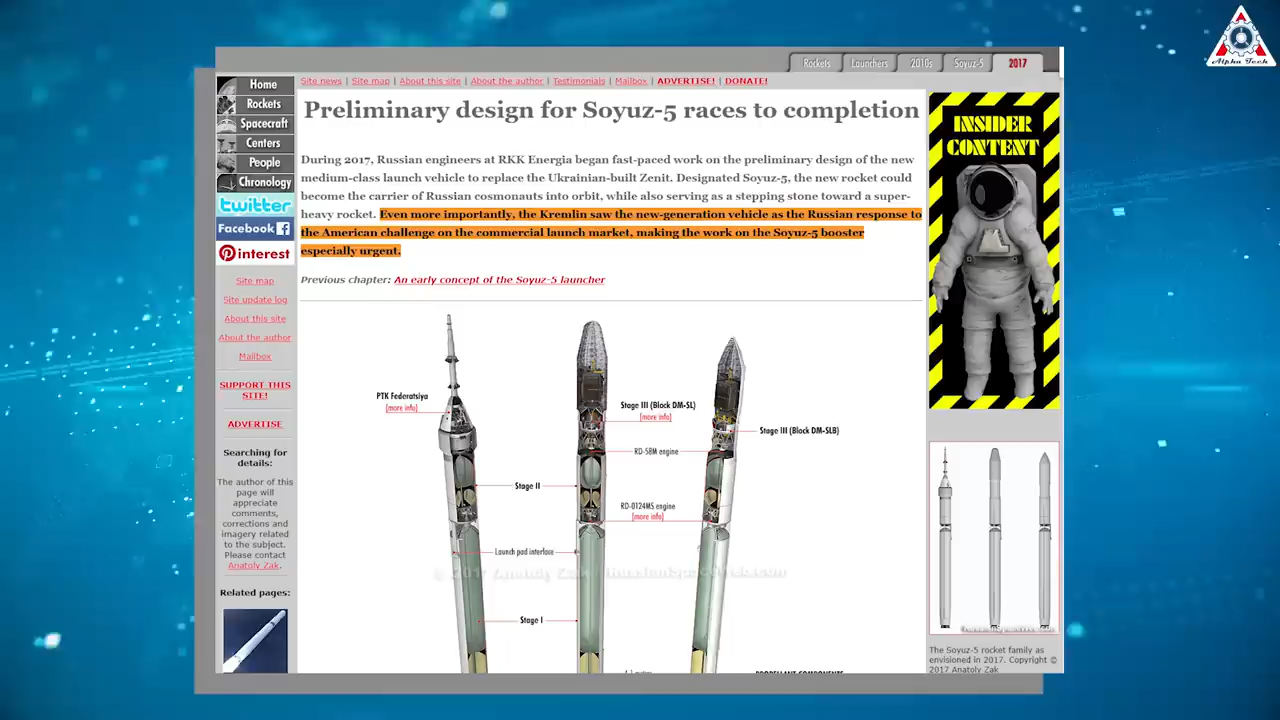 Alpha Tech
Rockets
Launchers
2010s
Soyuz-5
2017
Home
Rockets
Spacecraft
Centers
People
Chronology
twitter
Facebook
Pinterest
Site map
Site update log
About this site
About the author
Mailbox
SUPPORT THIS
SITE!
ADVERTISE
Searching for
details:
The author of this
page will
appreciate
comments,
corrections and
imagery related
to the subject.
Please contact
Anatoly Zak.
Related pages:
Site news | Site map | About this site | About the author | Testimonials | Mailbox | ADVERTISE! | DONATE!
Preliminary design for Soyuz-5 races to completion
During 2017, Russian engineers at RKK Energia began fast-paced work on the preliminary design of the new
medium-class launch vehicle to replace the Ukrainian-built Zenit. Designated Soyuz-5, the new rocket could
become the carrier of Russian cosmonauts into orbit, while also serving as a stepping stone toward a super-
heavy rocket. Even more importantly, the Kremlin saw the new-generation vehicle as the Russian response to
the American challenge on the commercial launch market, making the work on the Soyuz-5 booster
especially urgent.
Previous chapter: An early concept of the Soyuz-5 launcher
PTK Federatsiya
[more info]
Stage III (Block DM-SL)
[more info]
Stage III (Block DM-SLB)
RD-58M engine
Stage II
RD-0124MS engine
[more info]
Launch pad interface
© 2017 Anatoly Zak / RussianSpaceWeb.com
Stage I
PROPELLANT COMPONENTS
INSIDER
CONTENT
The Soyuz-5 rocket family as
envisioned in 2017. Copyright ©
2017 Anatoly Zak